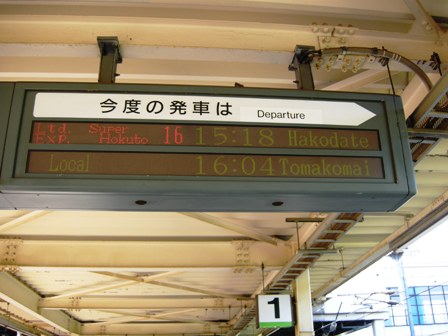 今度の発車は Departure
Ltd. Exp. Super Hokuto 16 15:18 Hakodate
Local 16:04 Tomakomai
1